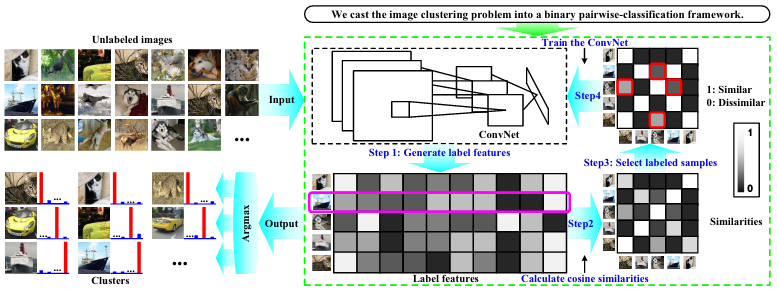 We cast the image clustering problem into a binary pairwise-classification framework.
Unlabeled images
Train the ConvNet
Input
ConvNet
Step4
1: Similar
0: Dissimilar
...
Step 1: Generate label features
Step3: Select labeled samples
1
0
Argmax
Output
Step2
Similarities
...
...
...
...
...
...
...
...
...
Clusters
Label features
Calculate cosine similarities